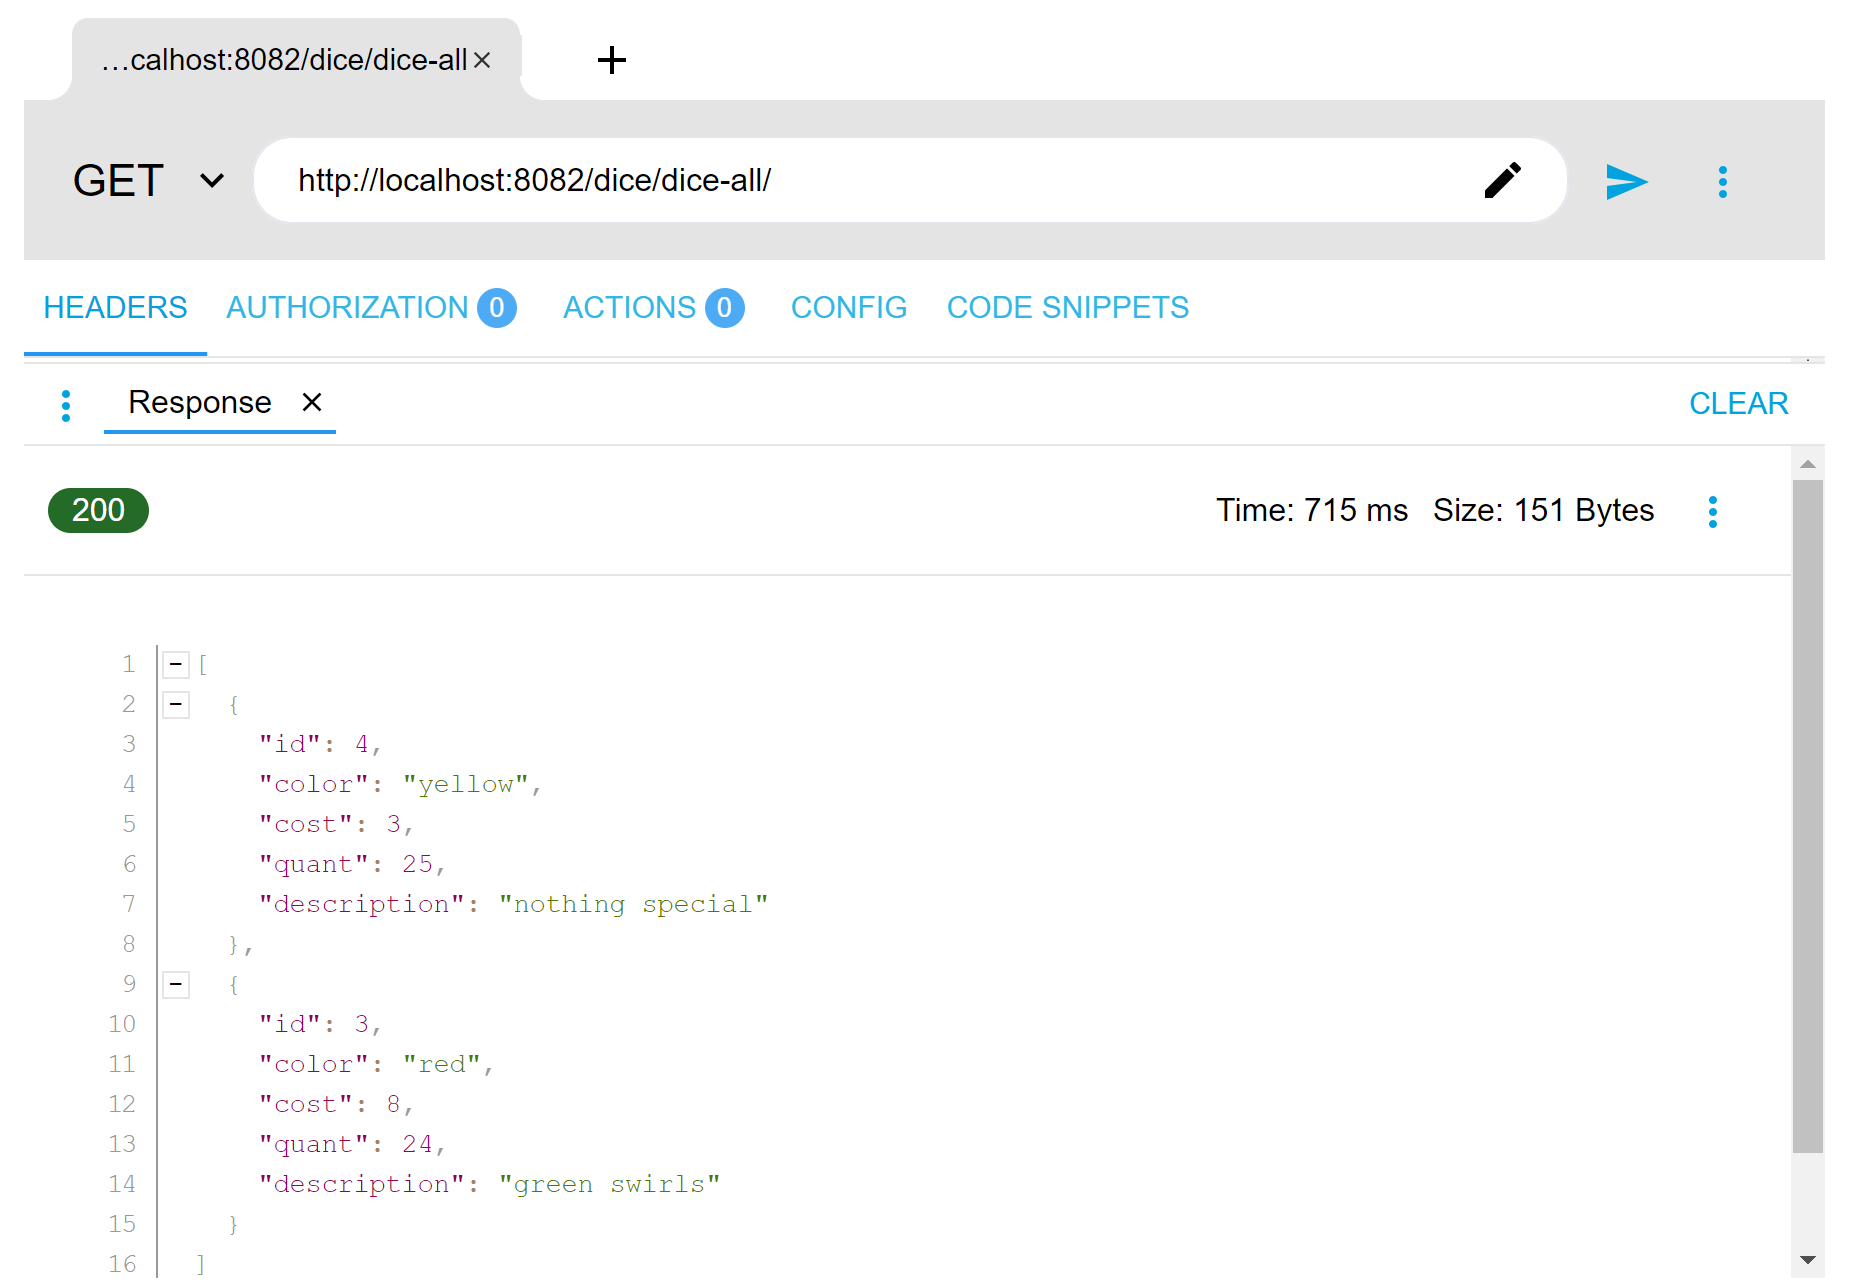 ...calhost:8082/dice/dice-all
GET http://localhost:8082/dice/dice-all/
HEADERS AUTHORIZATION 0 ACTIONS 0 CONFIG CODE SNIPPETS
Response CLEAR
200 Time: 715 ms Size: 151 Bytes
1 [
2 {
3 "id": 4,
4 "color": "yellow",
5 "cost": 3,
6 "quant": 25,
7 "description": "nothing special"
8 },
9 {
10 "id": 3,
11 "color": "red",
12 "cost": 8,
13 "quant": 24,
14 "description": "green swirls"
15 }
16 ]